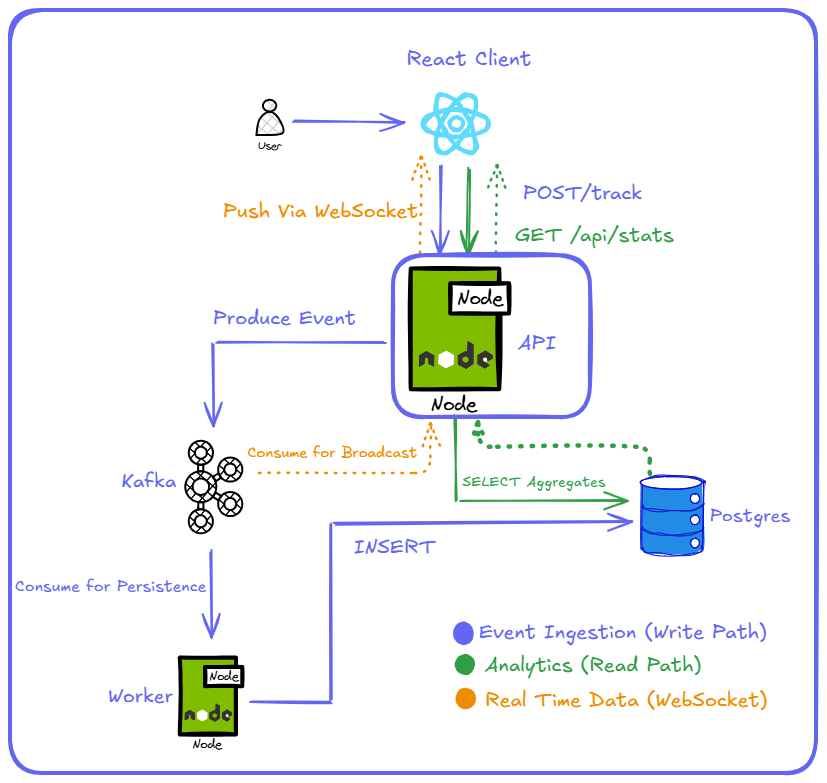 React Client
User
Push Via WebSocket
POST/track
GET /api/stats
Node
node
API
Node
Produce Event
Kafka
Consume for Broadcast
SELECT Aggregates
Postgres
INSERT
Consume for Persistence
Worker
Node
node
Node
Event Ingestion (Write Path)
Analytics (Read Path)
Real Time Data (WebSocket)